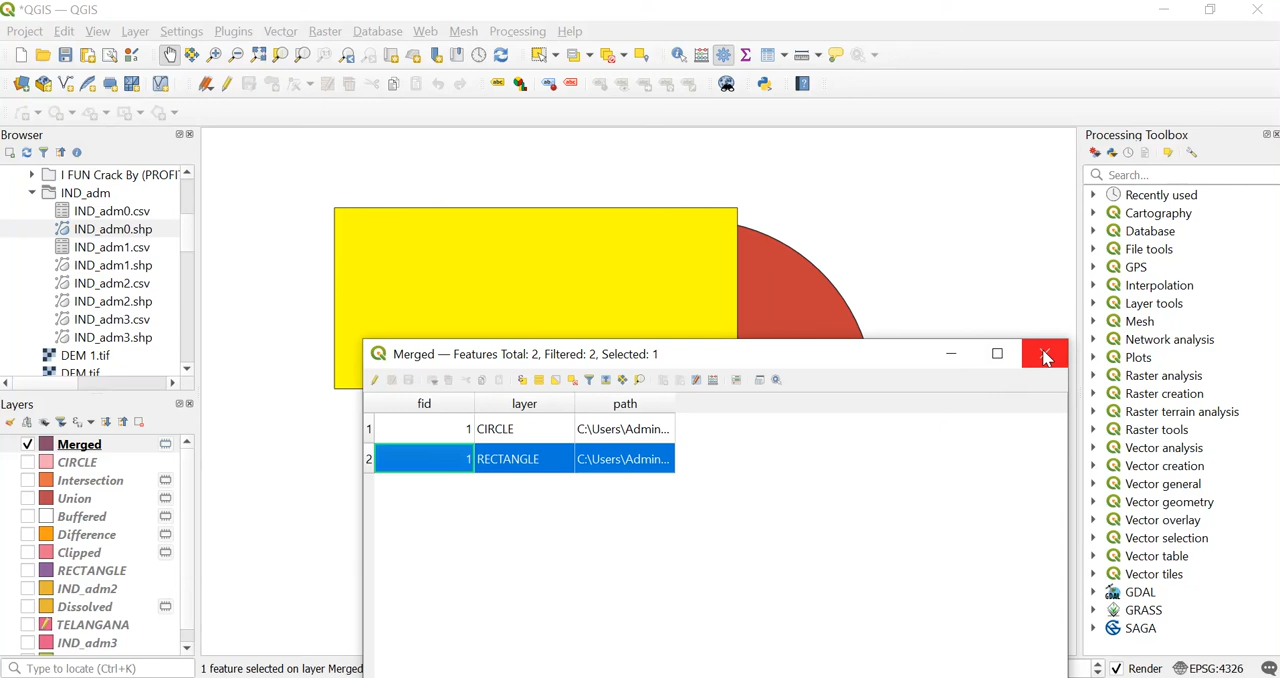 *QGIS — QGIS
Project Edit View Layer Settings Plugins Vector Raster Database Web Mesh Processing Help
Browser
I FUN Crack By (PROFI
IND_adm
IND_adm0.csv
IND_adm0.shp
IND_adm1.csv
IND_adm1.shp
IND_adm2.csv
IND_adm2.shp
IND_adm3.csv
IND_adm3.shp
DEM 1.tif
DEM.tif
Layers
Merged
CIRCLE
Intersection
Union
Buffered
Difference
Clipped
RECTANGLE
IND_adm2
Dissolved
TELANGANA
IND_adm3
Type to locate (Ctrl+K)
1 feature selected on layer Merged
Merged — Features Total: 2, Filtered: 2, Selected: 1
fid layer path
1 1 CIRCLE C:\Users\Admin...
2 1 RECTANGLE C:\Users\Admin...
Processing Toolbox
Search...
Recently used
Cartography
Database
File tools
GPS
Interpolation
Layer tools
Mesh
Network analysis
Plots
Raster analysis
Raster creation
Raster terrain analysis
Raster tools
Vector analysis
Vector creation
Vector general
Vector geometry
Vector overlay
Vector selection
Vector table
Vector tiles
GDAL
GRASS
SAGA
Render EPSG:4326